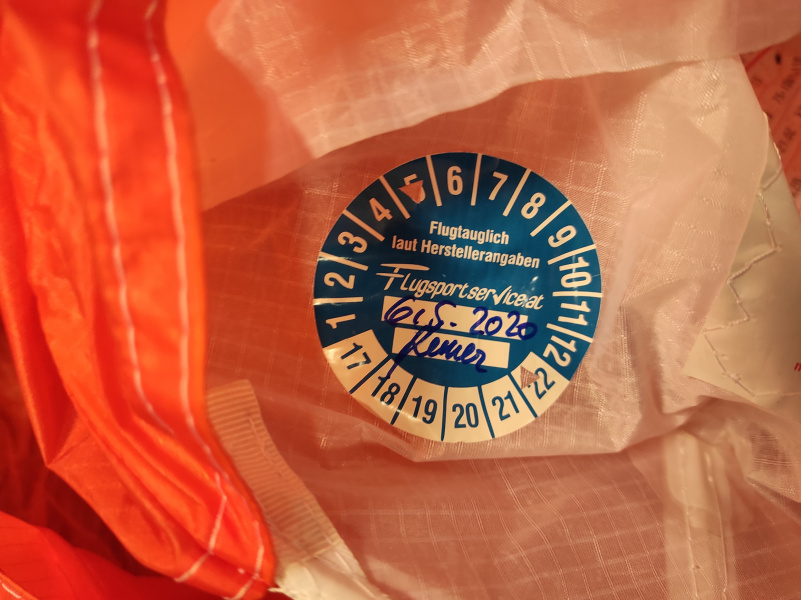 1 2 3 4 5 6 7 8 9 10 11 12
Flugtauglich
laut Herstellerangaben
Flugsportservice.at
6.5.2020
17 18 19 20 21 22